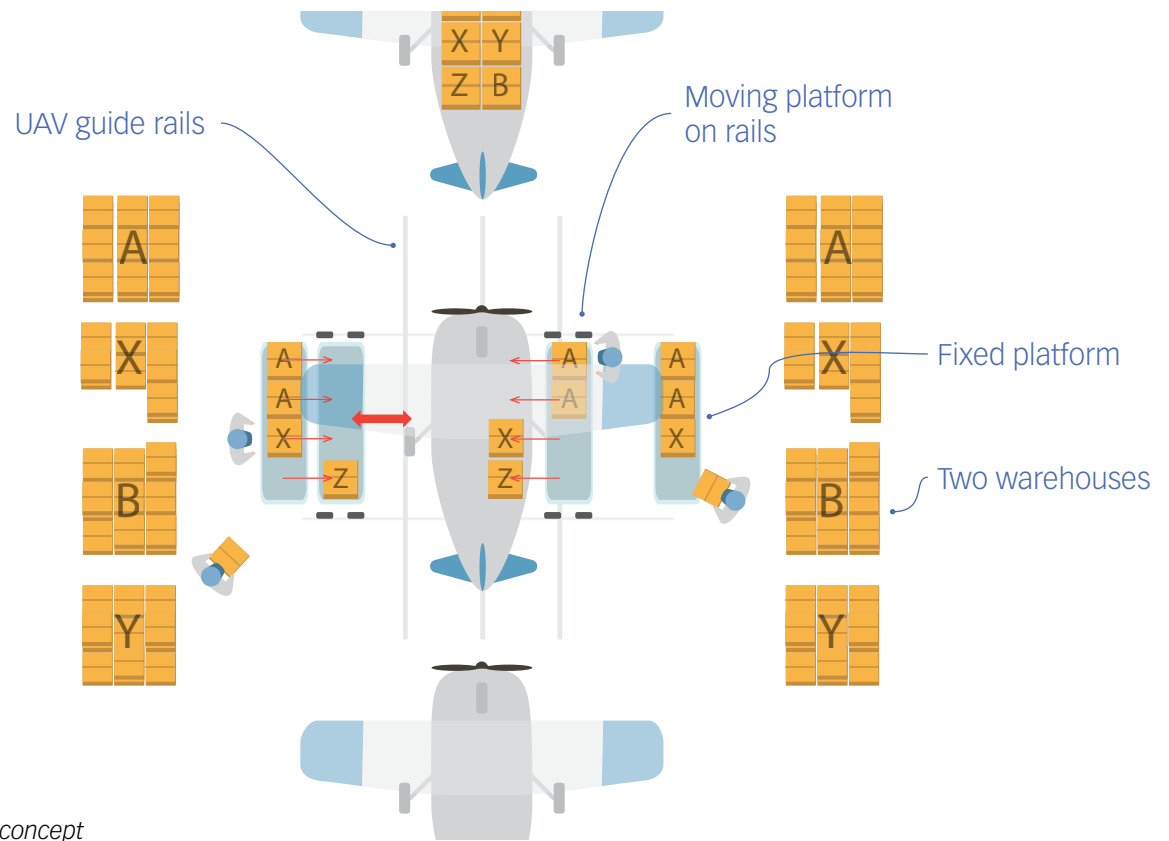 X Y
Z B
UAV guide rails
Moving platform
on rails
A
A
X
X
Fixed platform
A
A
X
Z
X
Z
A
A
A
A
X
B
B
Two warehouses
Y
Y
concept